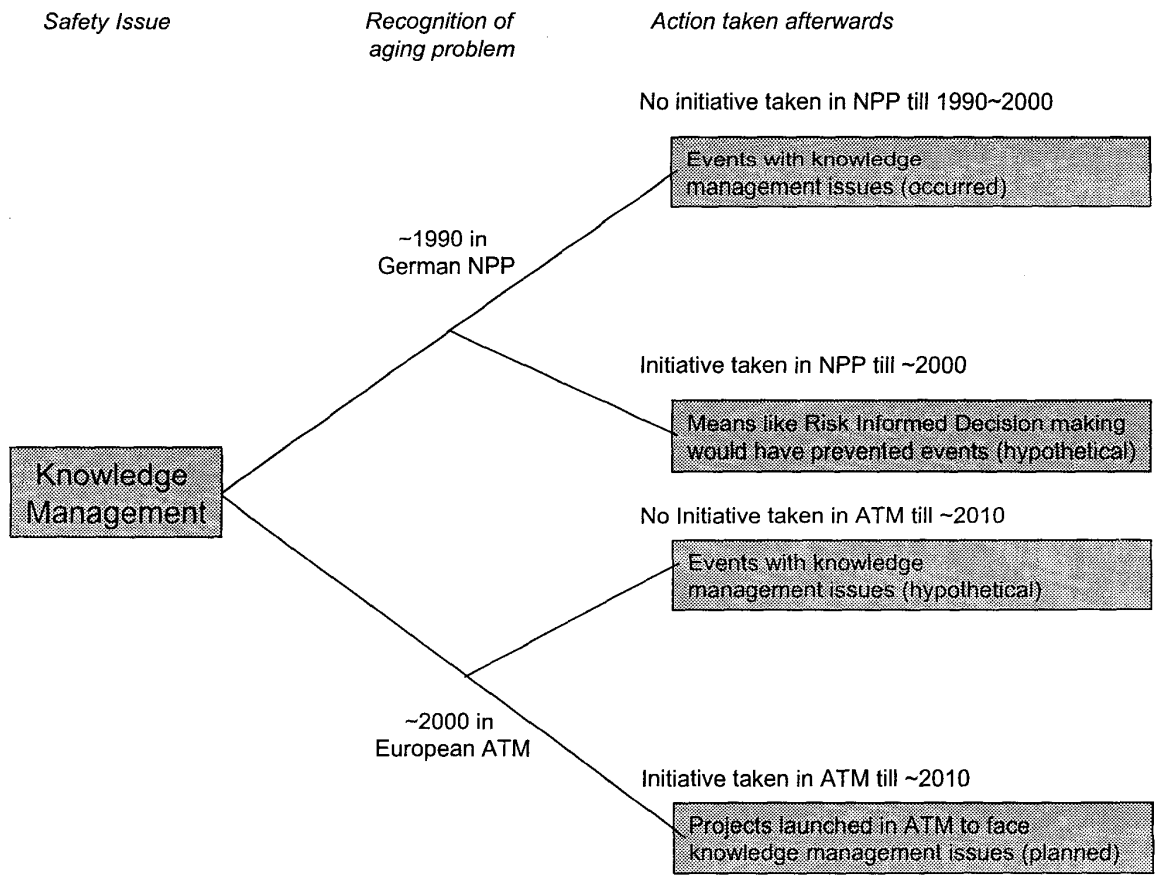 Safety Issue
Recognition of
aging problem
Action taken afterwards
No initiative taken in NPP till 1990~2000
Events with knowledge
management issues (occurred)
~1990 in
German NPP
Initiative taken in NPP till ~2000
Means like Risk Informed Decision making
would have prevented events (hypothetical)
Knowledge
Management
No Initiative taken in ATM till ~2010
Events with knowledge
management issues (hypothetical)
~2000 in
European ATM
Initiative taken in ATM till ~2010
Projects launched in ATM to face
knowledge management issues (planned)